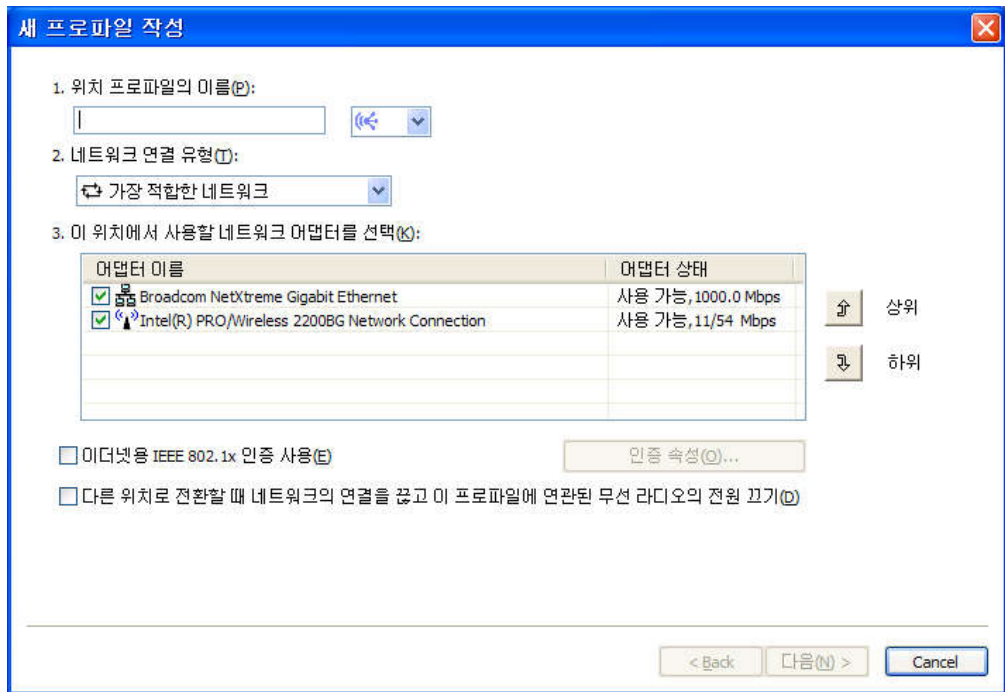 새 프로파일 작성
1. 위치 프로파일의 이름(P):
2. 네트워크 연결 유형(T):
가장 적합한 네트워크
3. 이 위치에서 사용할 네트워크 어댑터를 선택(K):
어댑터 이름 어댑터 상태
Broadcom NetXtreme Gigabit Ethernet 사용 가능,1000.0 Mbps
Intel(R) PRO/Wireless 2200BG Network Connection 사용 가능,11/54 Mbps
상위
하위
이더넷용 IEEE 802.1x 인증 사용(E) 인증 속성(O)...
다른 위치로 전환할 때 네트워크의 연결을 끊고 이 프로파일에 연관된 무선 라디오의 전원 끄기(D)
< Back 다음(N) > Cancel